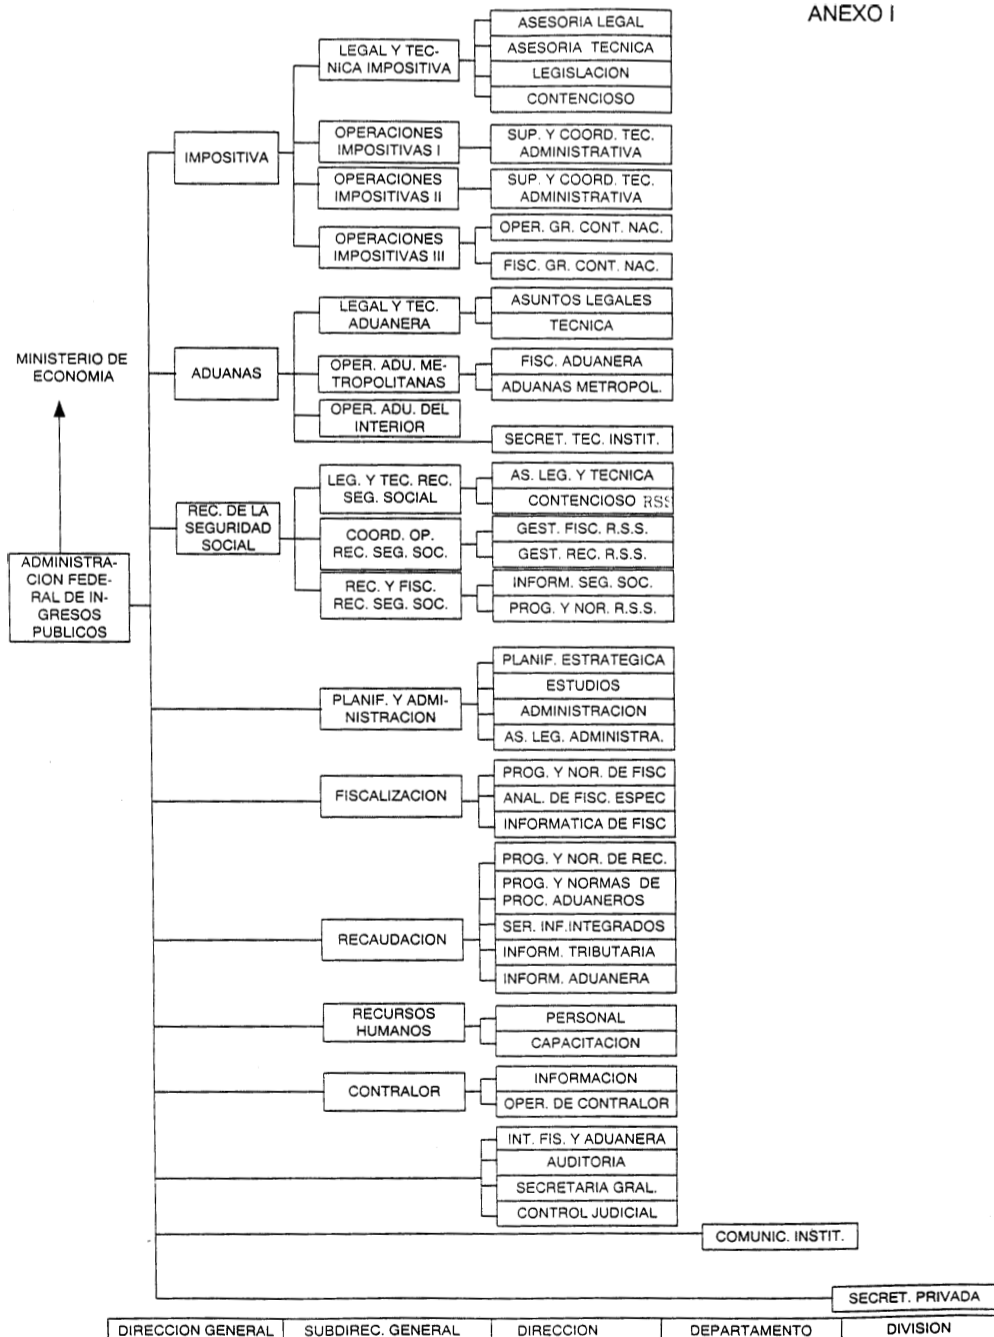 ANEXO I
ASESORIA LEGAL
LEGAL Y TEC-
NICA IMPOSITIVA
ASESORIA TECNICA
LEGISLACION
CONTENCIOSO
IMPOSITIVA
OPERACIONES
IMPOSITIVAS I
SUP. Y COORD. TEC.
ADMINISTRATIVA
OPERACIONES
IMPOSITIVAS II
SUP. Y COORD. TEC.
ADMINISTRATIVA
OPERACIONES
IMPOSITIVAS III
OPER. GR. CONT. NAC.
FISC. GR. CONT. NAC.
LEGAL Y TEC.
ADUANERA
ASUNTOS LEGALES
TECNICA
MINISTERIO DE
ECONOMIA
ADUANAS
OPER. ADU. ME-
TROPOLITANAS
FISC. ADUANERA
ADUANAS METROPOL.
OPER. ADU. DEL
INTERIOR
SECRET. TEC. INSTIT.
REC. DE LA
SEGURIDAD
SOCIAL
LEG. Y TEC. REC.
SEG. SOCIAL
AS. LEG. Y TECNICA
CONTENCIOSO RSS
COORD. OP.
REC. SEG. SOC.
GEST. FISC. R.S.S.
GEST. REC. R.S.S.
REC. Y FISC.
REC. SEG. SOC.
INFORM. SEG. SOC.
PROG. Y NOR. R.S.S.
ADMINISTRA-
CION FEDE-
RAL DE IN-
GRESOS
PUBLICOS
PLANIF. Y ADMI-
NISTRACION
PLANIF. ESTRATEGICA
ESTUDIOS
ADMINISTRACION
AS. LEG. ADMINISTRA.
FISCALIZACION
PROG. Y NOR. DE FISC
ANAL. DE FISC. ESPEC
INFORMATICA DE FISC
RECAUDACION
PROG. Y NOR. DE REC.
PROG. Y NORMAS DE
PROC. ADUANEROS
SER. INF.INTEGRADOS
INFORM. TRIBUTARIA
INFORM. ADUANERA
RECURSOS
HUMANOS
PERSONAL
CAPACITACION
CONTRALOR
INFORMACION
OPER. DE CONTRALOR
INT. FIS. Y ADUANERA
AUDITORIA
SECRETARIA GRAL.
CONTROL JUDICIAL
COMUNIC. INSTIT.
SECRET. PRIVADA
DIRECCION GENERAL
SUBDIREC. GENERAL
DIRECCION
DEPARTAMENTO
DIVISION